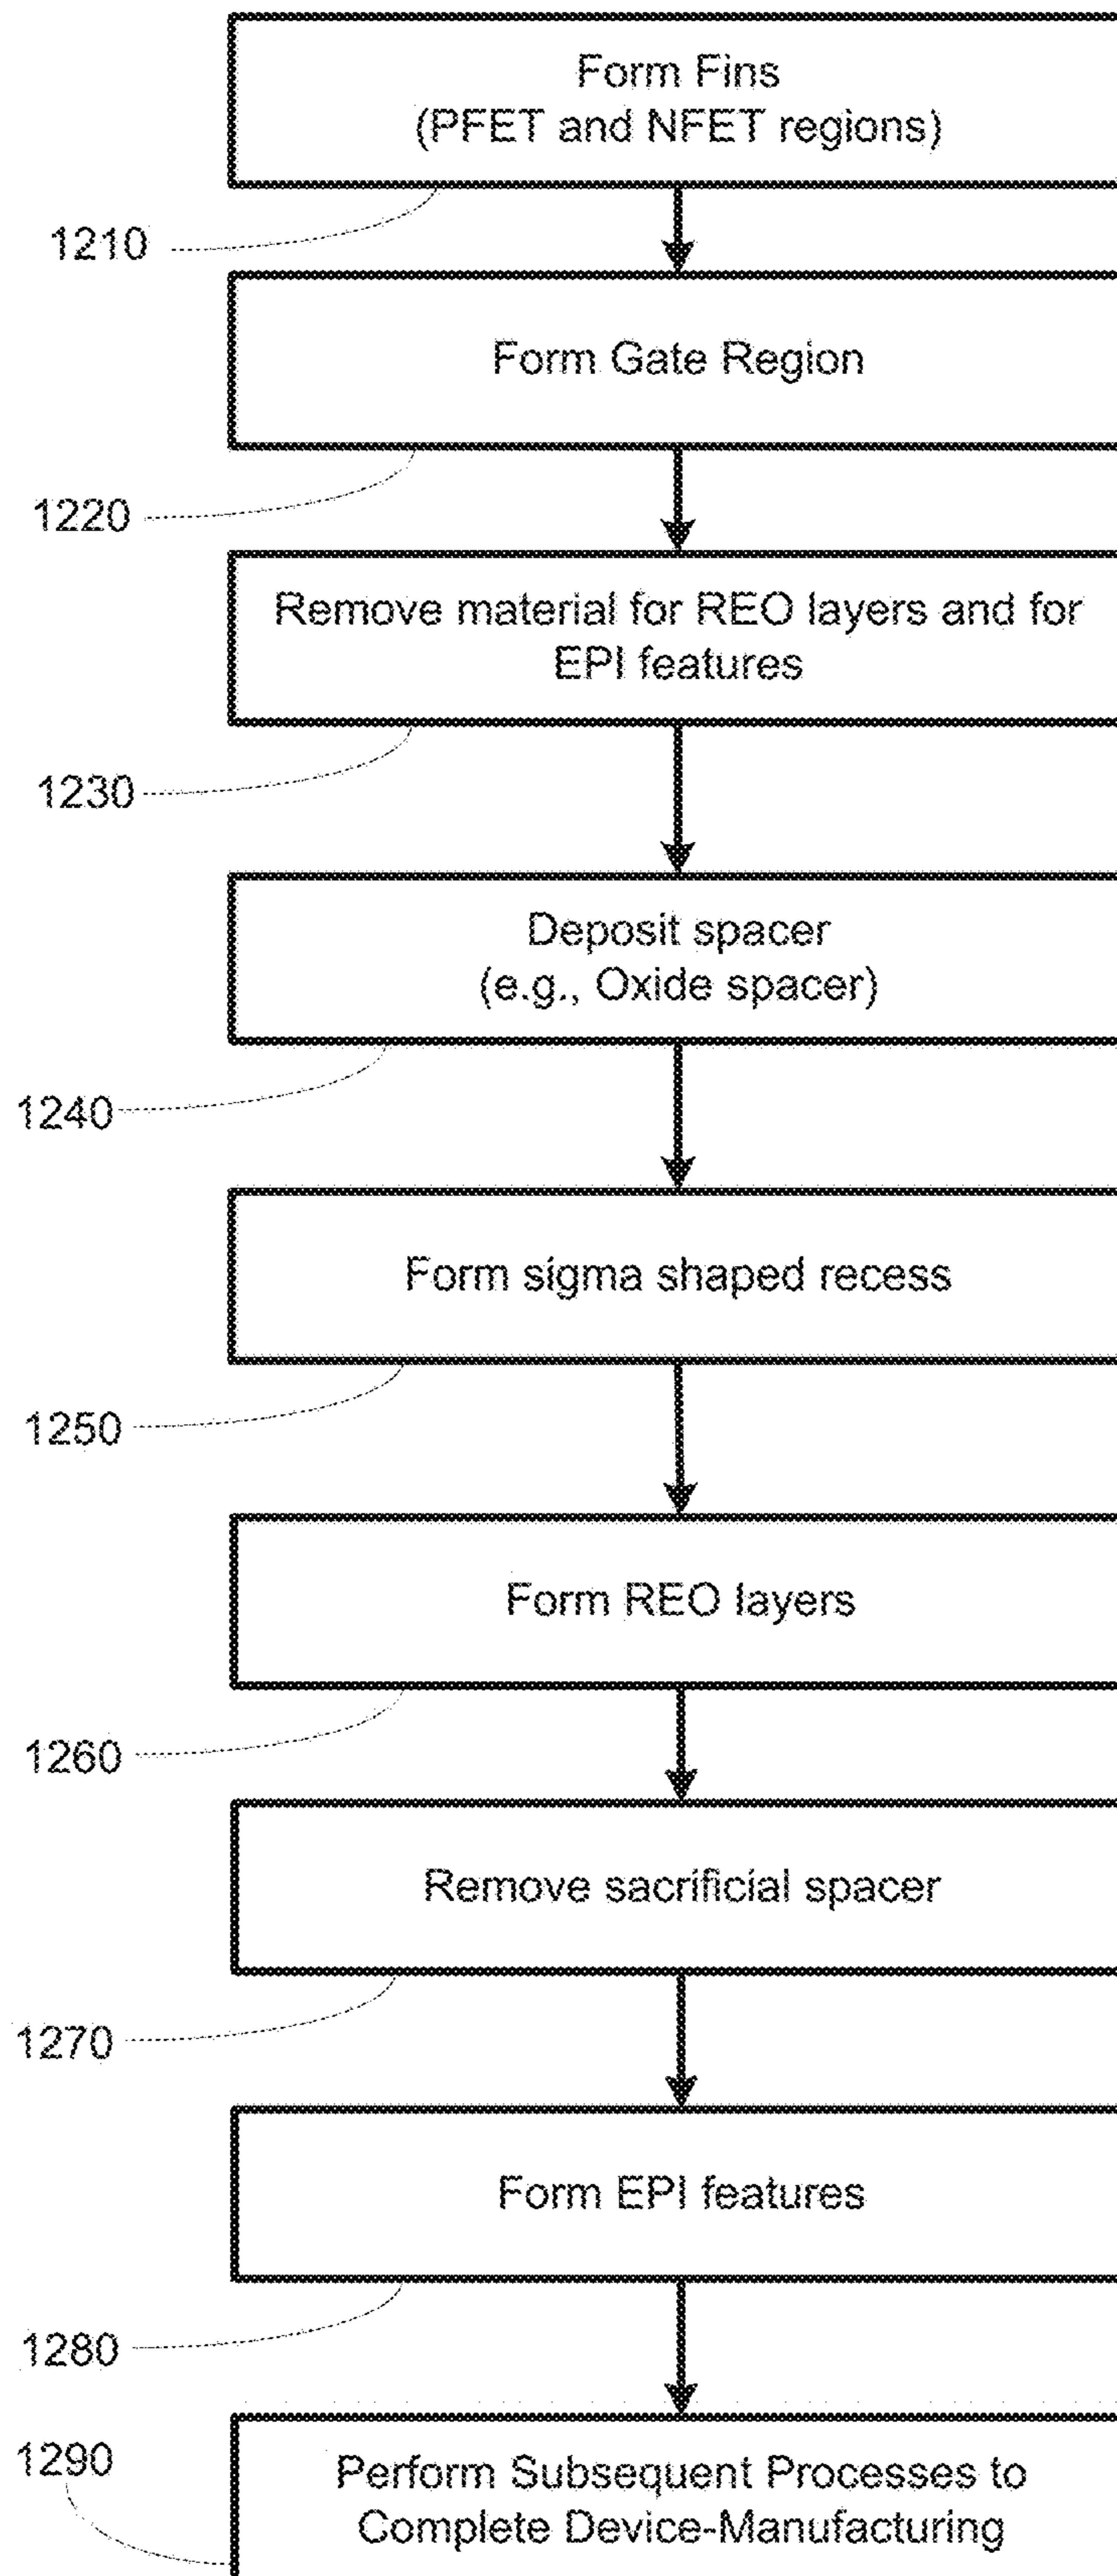 Form Fins
(PFET and NFET regions)
1210
Form Gate Region
1220
Remove material for REO layers and for
EPI features
1230
Deposit spacer
(e.g., Oxide spacer)
1240
Form sigma shaped recess
1250
Form REO layers
1260
Remove sacrificial spacer
1270
Form EPI features
1280
1290
Perform Subsequent Processes to
Complete Device-Manufacturing